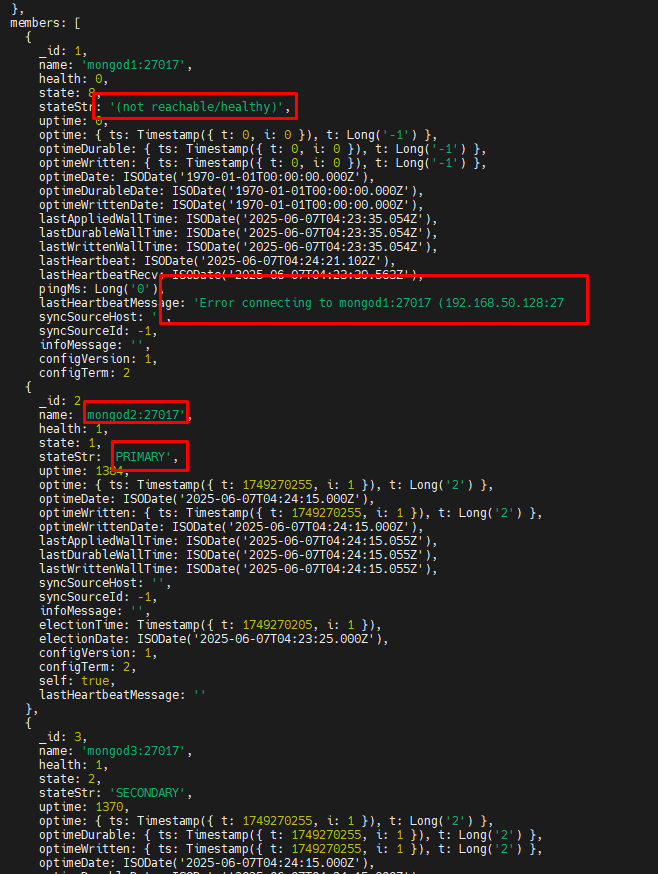 },
members: [
{
_id: 1,
name: 'mongod1:27017',
health: 0,
state: 8,
stateStr: '(not reachable/healthy)',
uptime: 0,
optime: { ts: Timestamp({ t: 0, i: 0 }), t: Long('-1') },
optimeDurable: { ts: Timestamp({ t: 0, i: 0 }), t: Long('-1') },
optimeWritten: { ts: Timestamp({ t: 0, i: 0 }), t: Long('-1') },
optimeDate: ISODate('1970-01-01T00:00:00.000Z'),
optimeDurableDate: ISODate('1970-01-01T00:00:00.000Z'),
optimeWrittenDate: ISODate('1970-01-01T00:00:00.000Z'),
lastAppliedWallTime: ISODate('2025-06-07T04:23:35.054Z'),
lastDurableWallTime: ISODate('2025-06-07T04:23:35.054Z'),
lastWrittenWallTime: ISODate('2025-06-07T04:23:35.054Z'),
lastHeartbeat: ISODate('2025-06-07T04:24:21.102Z'),
lastHeartbeatRecv: ISODate('2025-06-07T04:23:39.563Z'),
pingMs: Long('0'),
lastHeartbeatMessage: 'Error connecting to mongod1:27017 (192.168.50.128:27
syncSourceHost: '',
syncSourceId: -1,
infoMessage: '',
configVersion: 1,
configTerm: 2
{
_id: 2,
name: 'mongod2:27017',
health: 1,
state: 1,
stateStr: 'PRIMARY',
uptime: 1384,
optime: { ts: Timestamp({ t: 1749270255, i: 1 }), t: Long('2') },
optimeDate: ISODate('2025-06-07T04:24:15.000Z'),
optimeWritten: { ts: Timestamp({ t: 1749270255, i: 1 }), t: Long('2') },
optimeWrittenDate: ISODate('2025-06-07T04:24:15.000Z'),
lastAppliedWallTime: ISODate('2025-06-07T04:24:15.055Z'),
lastDurableWallTime: ISODate('2025-06-07T04:24:15.055Z'),
lastWrittenWallTime: ISODate('2025-06-07T04:24:15.055Z'),
syncSourceHost: '',
syncSourceId: -1,
infoMessage: '',
electionTime: Timestamp({ t: 1749270205, i: 1 }),
electionDate: ISODate('2025-06-07T04:23:25.000Z'),
configVersion: 1,
configTerm: 2,
self: true,
lastHeartbeatMessage: ''
},
{
_id: 3,
name: 'mongod3:27017',
health: 1,
state: 2,
stateStr: 'SECONDARY',
uptime: 1370,
optime: { ts: Timestamp({ t: 1749270255, i: 1 }), t: Long('2') },
optimeDurable: { ts: Timestamp({ t: 1749270255, i: 1 }), t: Long('2') },
optimeWritten: { ts: Timestamp({ t: 1749270255, i: 1 }), t: Long('2') },
optimeDate: ISODate('2025-06-07T04:24:15.000Z'),